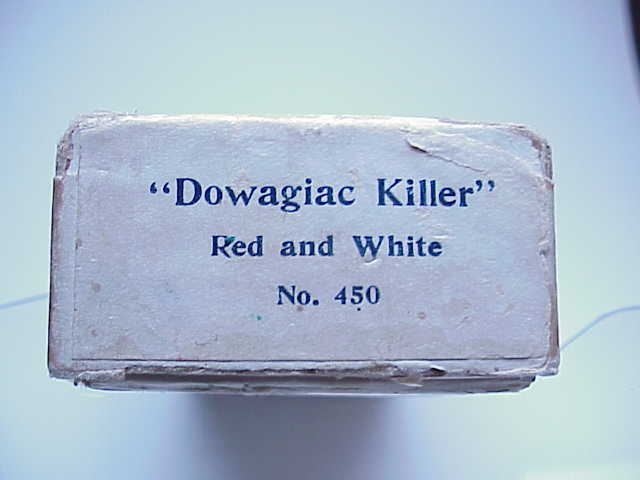 “Dowagiac Killer”
Red and White
No. 450